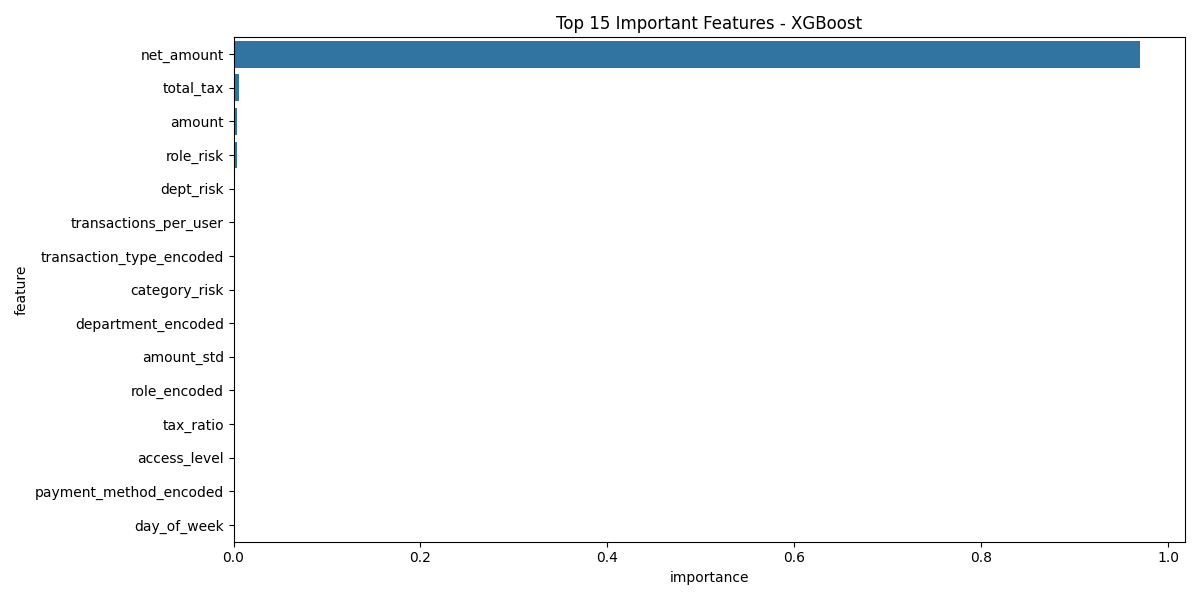 Top 15 Important Features - XGBoost
net_amount
total_tax
amount
role_risk
dept_risk
transactions_per_user
transaction_type_encoded
category_risk
department_encoded
amount_std
role_encoded
tax_ratio
access_level
payment_method_encoded
day_of_week
feature
0.0 0.2 0.4 0.6 0.8 1.0
importance